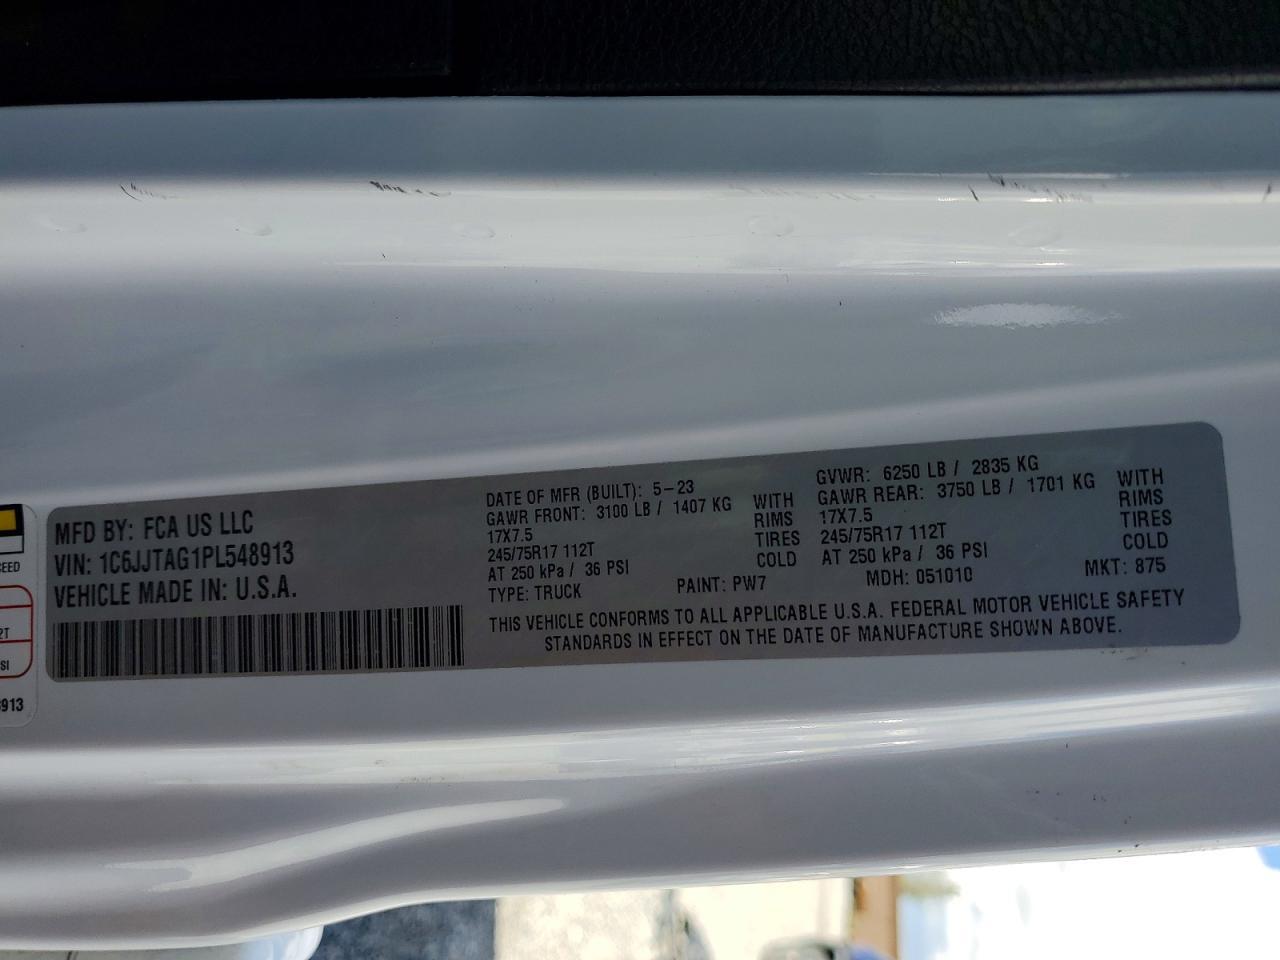 CEED
2T
SI
8913
MFD BY: FCA US LLC
VIN: 1C6JJTAG1PL548913
VEHICLE MADE IN: U.S.A.
DATE OF MFR (BUILT): 5-23
GAWR FRONT: 3100 LB / 1407 KG WITH
17X7.5 RIMS
245/75R17 112T TIRES
AT 250 kPa / 36 PSI COLD
TYPE: TRUCK PAINT: PW7
GVWR: 6250 LB / 2835 KG
GAWR REAR: 3750 LB / 1701 KG WITH
17X7.5 RIMS
245/75R17 112T TIRES
AT 250 kPa / 36 PSI COLD
MDH: 051010 MKT: 875
THIS VEHICLE CONFORMS TO ALL APPLICABLE U.S.A. FEDERAL MOTOR VEHICLE SAFETY
STANDARDS IN EFFECT ON THE DATE OF MANUFACTURE SHOWN ABOVE.